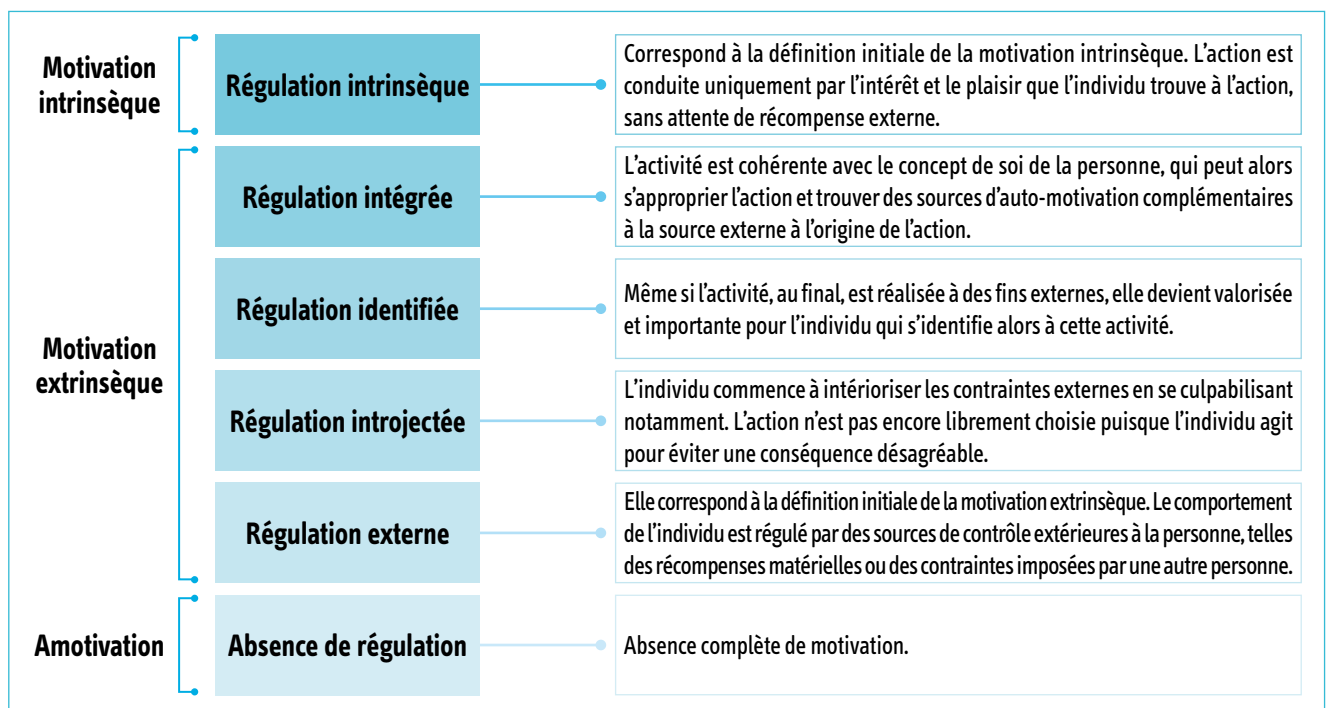 Motivation
intrinsèque
Régulation intrinsèque
Correspond à la définition initiale de la motivation intrinsèque. L’action est
conduite uniquement par l’intérêt et le plaisir que l’individu trouve à l’action,
sans attente de récompense externe.
Motivation
extrinsèque
Régulation intégrée
L’activité est cohérente avec le concept de soi de la personne, qui peut alors
s’approprier l’action et trouver des sources d’auto-motivation complémentaires
à la source externe à l’origine de l’action.
Régulation identifiée
Même si l’activité, au final, est réalisée à des fins externes, elle devient valorisée
et importante pour l’individu qui s’identifie alors à cette activité.
Régulation introjectée
L’individu commence à intérioriser les contraintes externes en se culpabilisant
notamment. L’action n’est pas encore librement choisie puisque l’individu agit
pour éviter une conséquence désagréable.
Régulation externe
Elle correspond à la définition initiale de la motivation extrinsèque. Le comportement
de l’individu est régulé par des sources de contrôle extérieures à la personne, telles
des récompenses matérielles ou des contraintes imposées par une autre personne.
Amotivation
Absence de régulation
Absence complète de motivation.